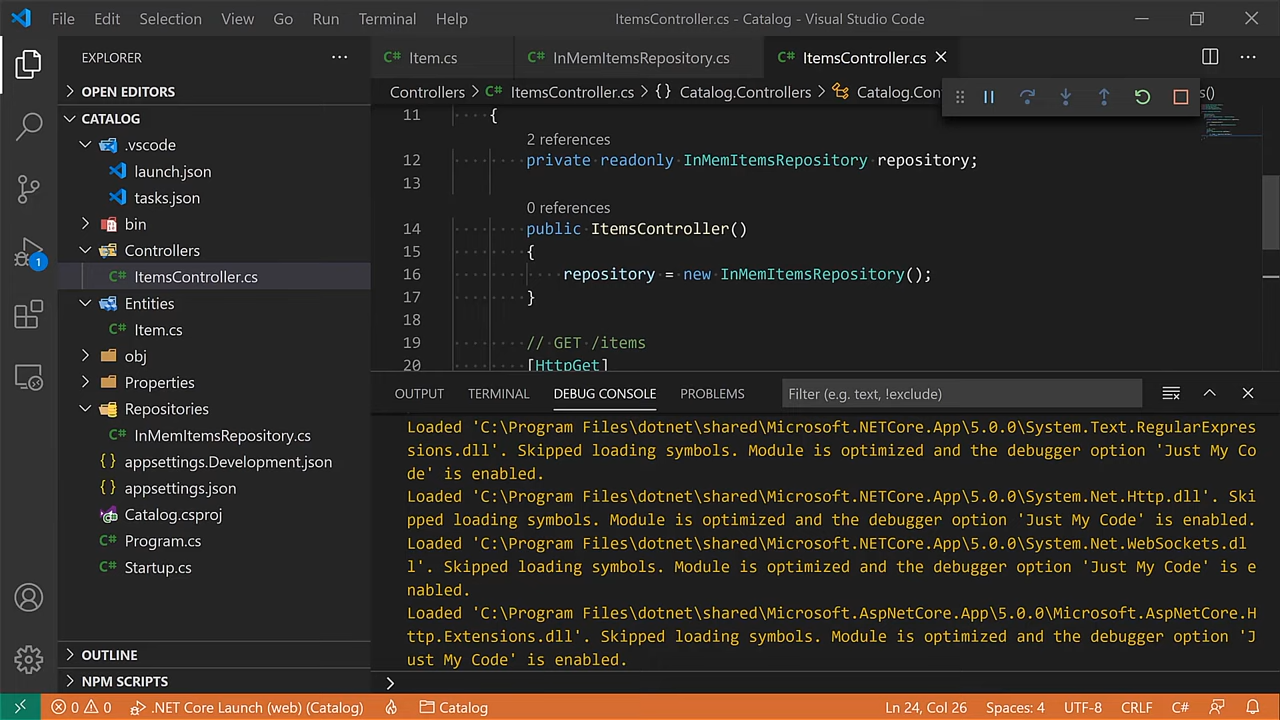 File Edit Selection View Go Run Terminal Help ItemsController.cs - Catalog - Visual Studio Code
EXPLORER
OPEN EDITORS
CATALOG
.vscode
launch.json
tasks.json
bin
Controllers
ItemsController.cs
Entities
Item.cs
obj
Properties
Repositories
InMemItemsRepository.cs
{} appsettings.Development.json
{} appsettings.json
Catalog.csproj
C# Program.cs
C# Startup.cs
OUTLINE
NPM SCRIPTS
1
C# Item.cs C# InMemItemsRepository.cs C# ItemsController.cs
Controllers > C# ItemsController.cs > {} Catalog.Controllers > Catalog.Con s()
11 {
2 references
12 private readonly InMemItemsRepository repository;
13
0 references
14 public ItemsController()
15 {
16 repository = new InMemItemsRepository();
17 }
18
19 // GET /items
20 [HttpGet]
OUTPUT TERMINAL DEBUG CONSOLE PROBLEMS Filter (e.g. text, !exclude)
Loaded 'C:\Program Files\dotnet\shared\Microsoft.NETCore.App\5.0.0\System.Text.RegularExpres
sions.dll'. Skipped loading symbols. Module is optimized and the debugger option 'Just My Co
de' is enabled.
Loaded 'C:\Program Files\dotnet\shared\Microsoft.NETCore.App\5.0.0\System.Net.Http.dll'. Ski
pped loading symbols. Module is optimized and the debugger option 'Just My Code' is enabled.
Loaded 'C:\Program Files\dotnet\shared\Microsoft.NETCore.App\5.0.0\System.Net.WebSockets.dl
l'. Skipped loading symbols. Module is optimized and the debugger option 'Just My Code' is e
nabled.
Loaded 'C:\Program Files\dotnet\shared\Microsoft.AspNetCore.App\5.0.0\Microsoft.AspNetCore.H
ttp.Extensions.dll'. Skipped loading symbols. Module is optimized and the debugger option 'J
ust My Code' is enabled.
>
0 0 .NET Core Launch (web) (Catalog) Catalog Ln 24, Col 26 Spaces: 4 UTF-8 CRLF C#